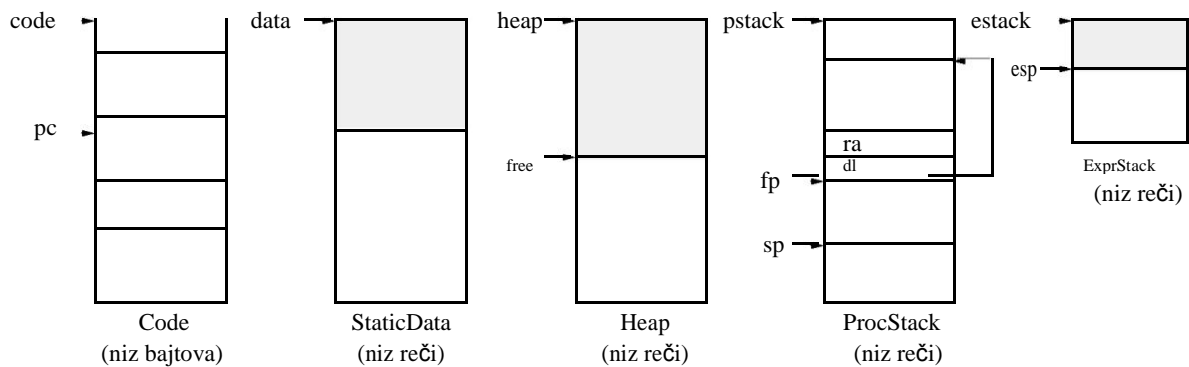 code
data
heap
pstack
estack
esp
pc
ra
free
dl
fp
sp
ExprStack
(niz reči)
Code
(niz bajtova)
StaticData
(niz reči)
Heap
(niz reči)
ProcStack
(niz reči)